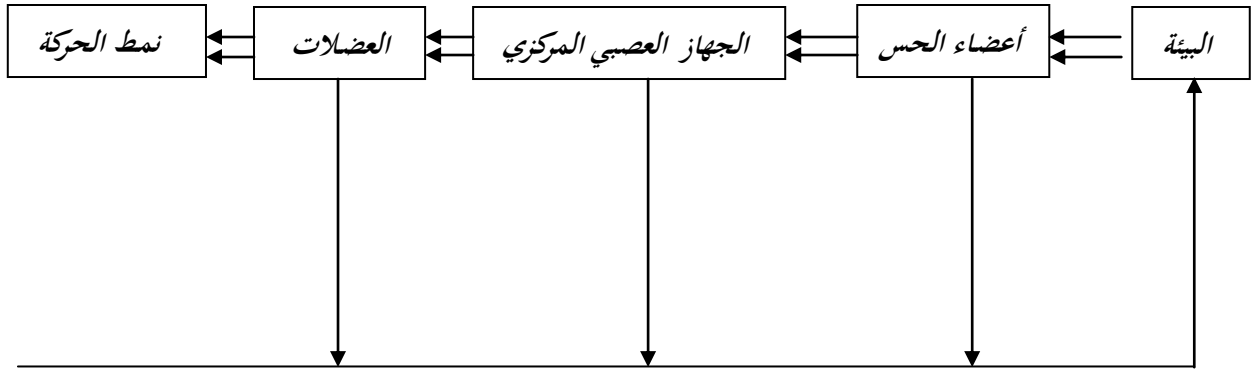 البيئة
أعضاء الحس
الجهاز العصبي المركزي
العضلات
نمط الحركة